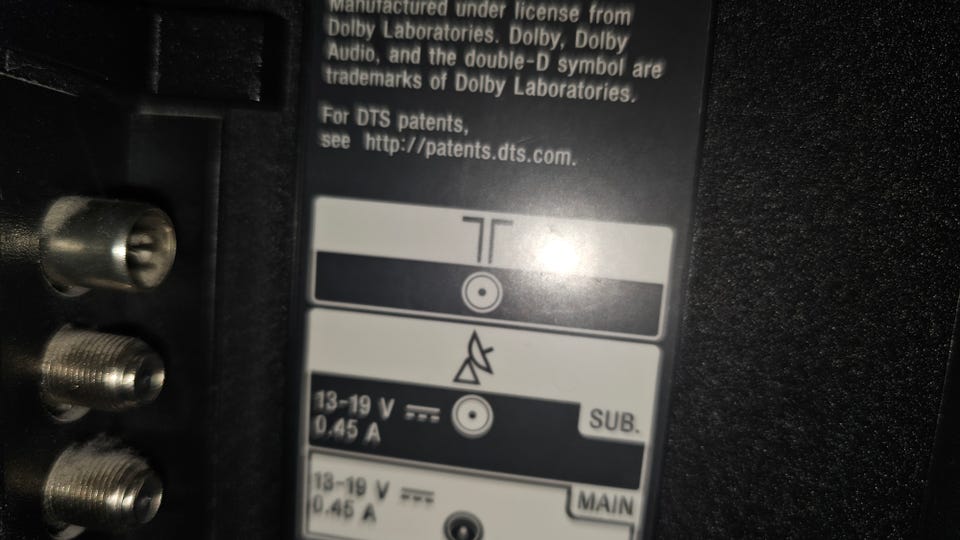 Manufactured under license from
Dolby Laboratories. Dolby, Dolby
Audio, and the double-D symbol are
trademarks of Dolby Laboratories.
For DTS patents,
see http://patents.dts.com.
13-19 V
0.45 A
SUB.
13-19 V
0.45 A
MAIN